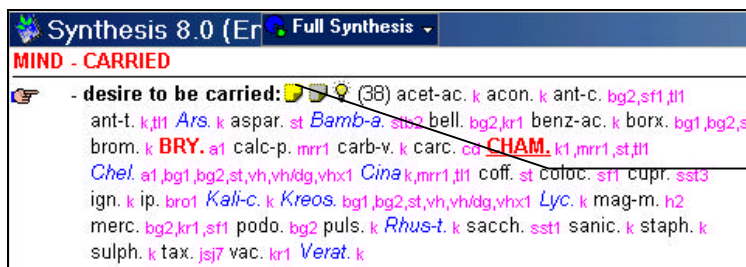 Synthesis 8.0 (Er Full Synthesis
MIND - CARRIED
- desire to be carried: (38) acet-ac. k acon. k ant-c. bg2,sf1,tl1
ant-t. k,tl1 Ars. k aspar. st Bamb-a. stb2 bell. bg2,kr1 benz-ac. k borx. bg1,bg2,s
brom. k BRY. a1 calc-p. mrr1 carb-v. k carc. cd CHAM. k1,mrr1,st,tl1
Chel. a1,bg1,bg2,st,vh,vh/dg,vhx1 Cina k,mrr1,tl1 coff. st coloc. sf1 cupr. sst3
ign. k ip. bro1 Kali-c. k Kreos. bg1,bg2,st,vh,vh/dg,vhx1 Lyc. k mag-m. h2
merc. bg2,kr1,sf1 podo. bg2 puls. k Rhus-t. k sacch. sst1 sanic. k staph. k
sulph. k tax. jsj7 vac. kr1 Verat. k